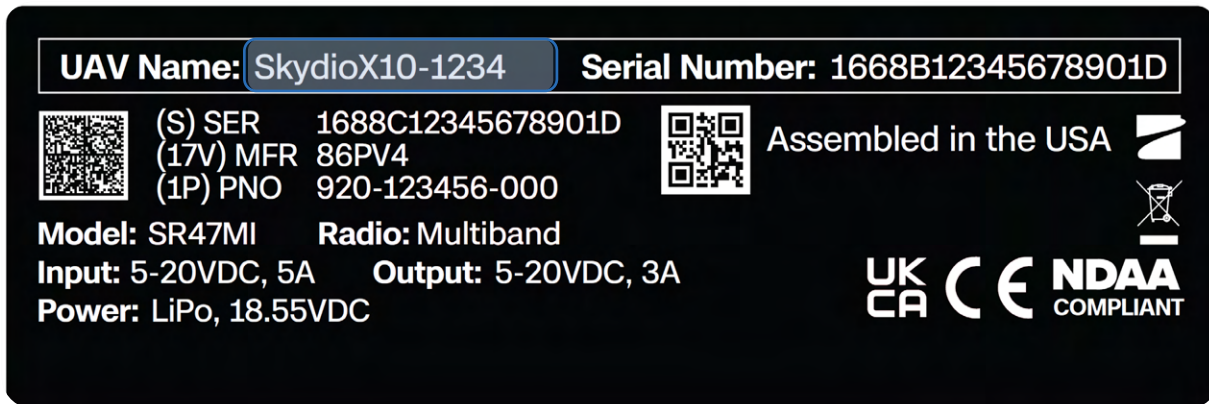 UAV Name: SkydioX10-1234 Serial Number: 1668B12345678901D
(S) SER 1688C12345678901D
(17V) MFR 86PV4
(1P) PNO 920-123456-000
Assembled in the USA
Model: SR47MI Radio: Multiband
Input: 5-20VDC, 5A Output: 5-20VDC, 3A
Power: LiPo, 18.55VDC
UK
CA CE NDAA
COMPLIANT